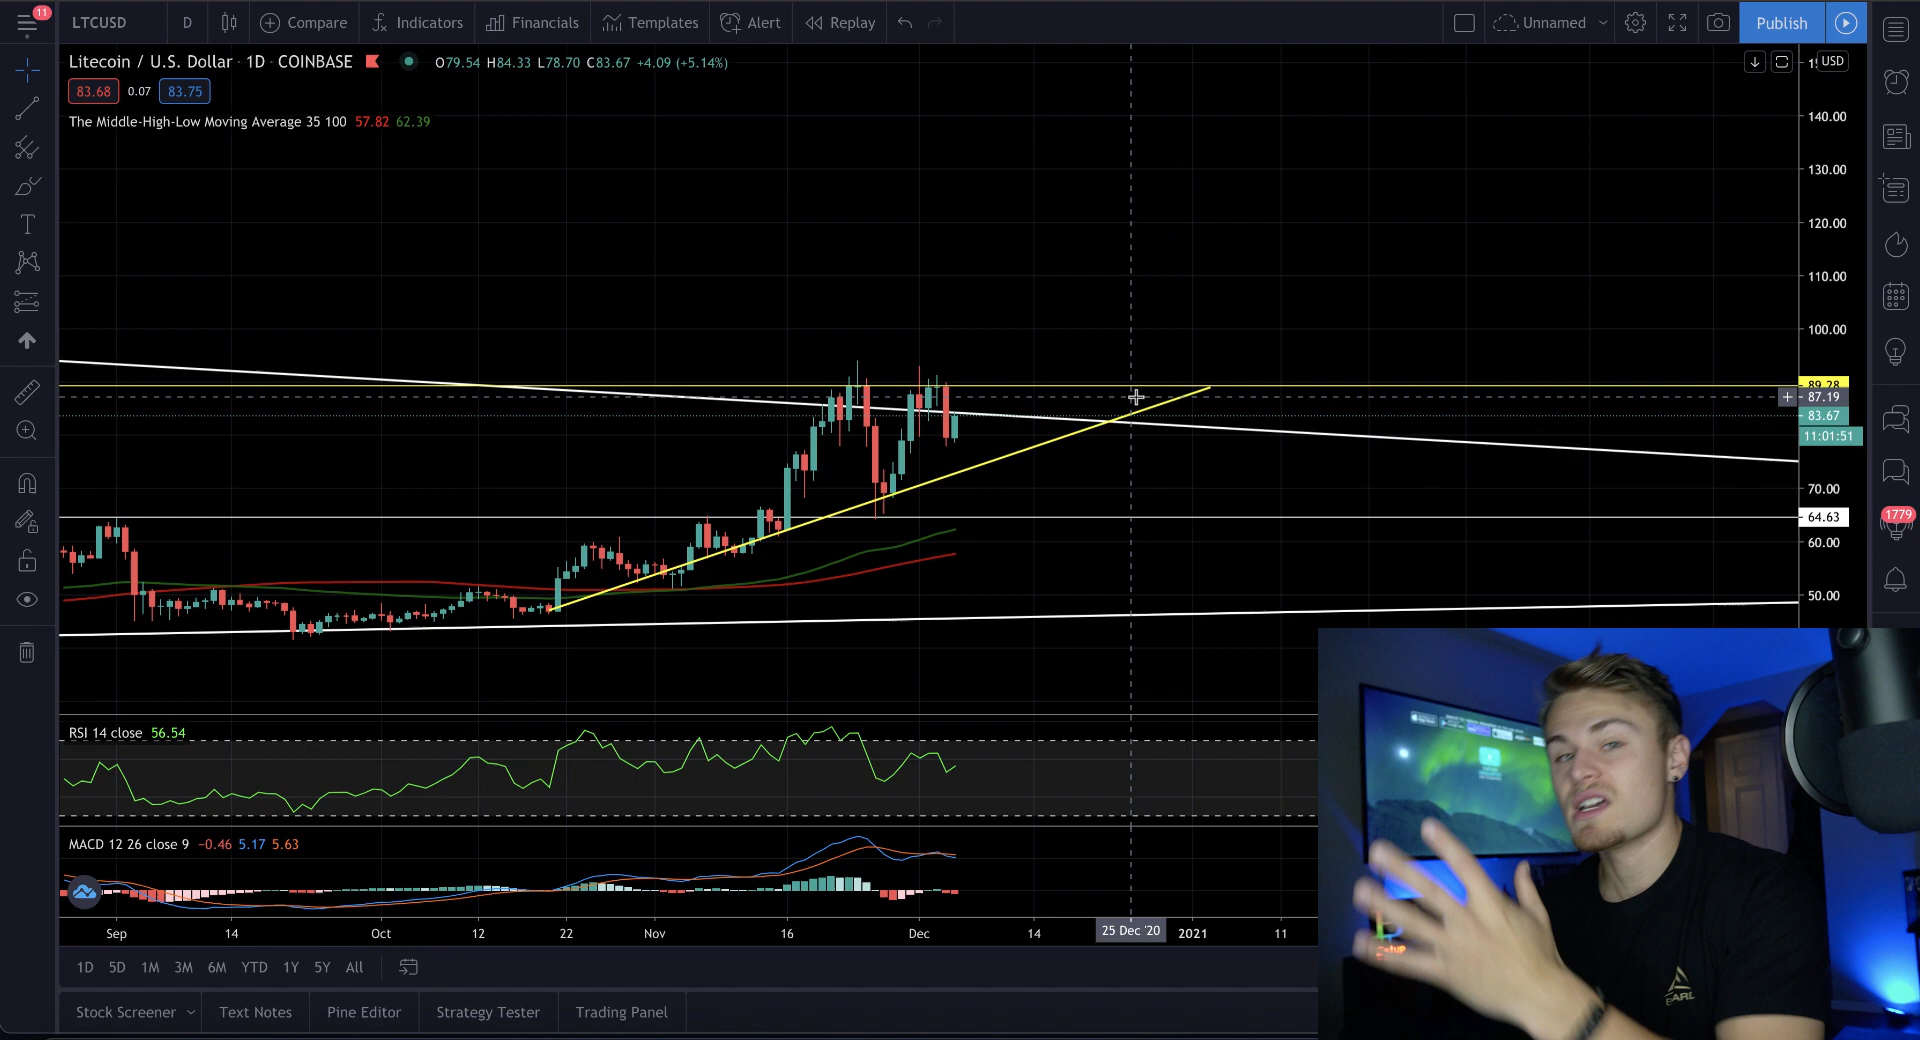 11
LTCUSD D Compare Indicators Financials Templates Alert Replay Unnamed Publish
Litecoin / U.S. Dollar · 1D · COINBASE O79.54 H84.33 L78.70 C83.67 +4.09 (+5.14%)
USD
83.68 0.07 83.75
The Middle-High-Low Moving Average 35 100 57.82 62.39
140.00
130.00
120.00
110.00
100.00
89.28
87.19
83.67
11:01:51
70.00
64.63
60.00
50.00
1779
RSI 14 close 56.54
MACD 12 26 close 9 −0.46 5.17 5.63
Sep 14 Oct 12 22 Nov 16 Dec 14 25 Dec '20 2021 11
1D 5D 1M 3M 6M YTD 1Y 5Y All
Stock Screener Text Notes Pine Editor Strategy Tester Trading Panel